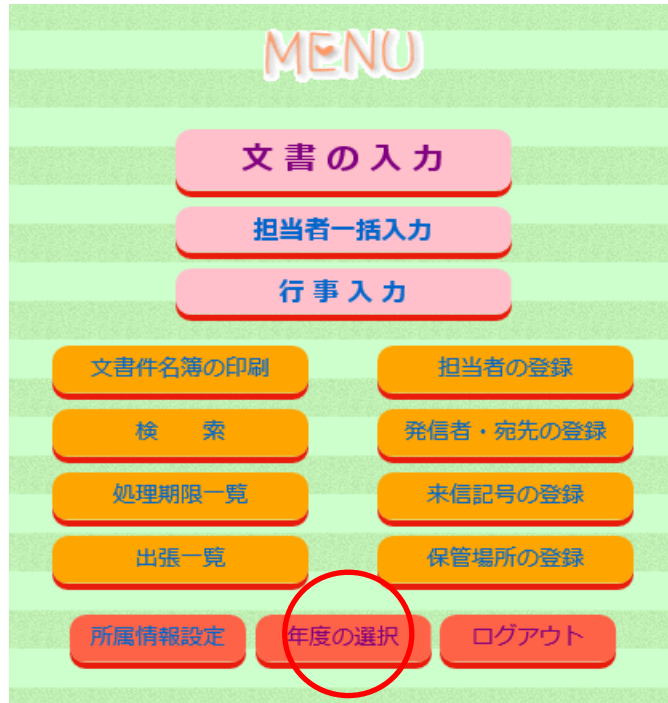 MENU
文書の入力
担当者一括入力
行事入力
文書件名簿の印刷
担当者の登録
検　索
発信者・宛先の登録
処理期限一覧
来信記号の登録
出張一覧
保管場所の登録
所属情報設定
年度の選択
ログアウト